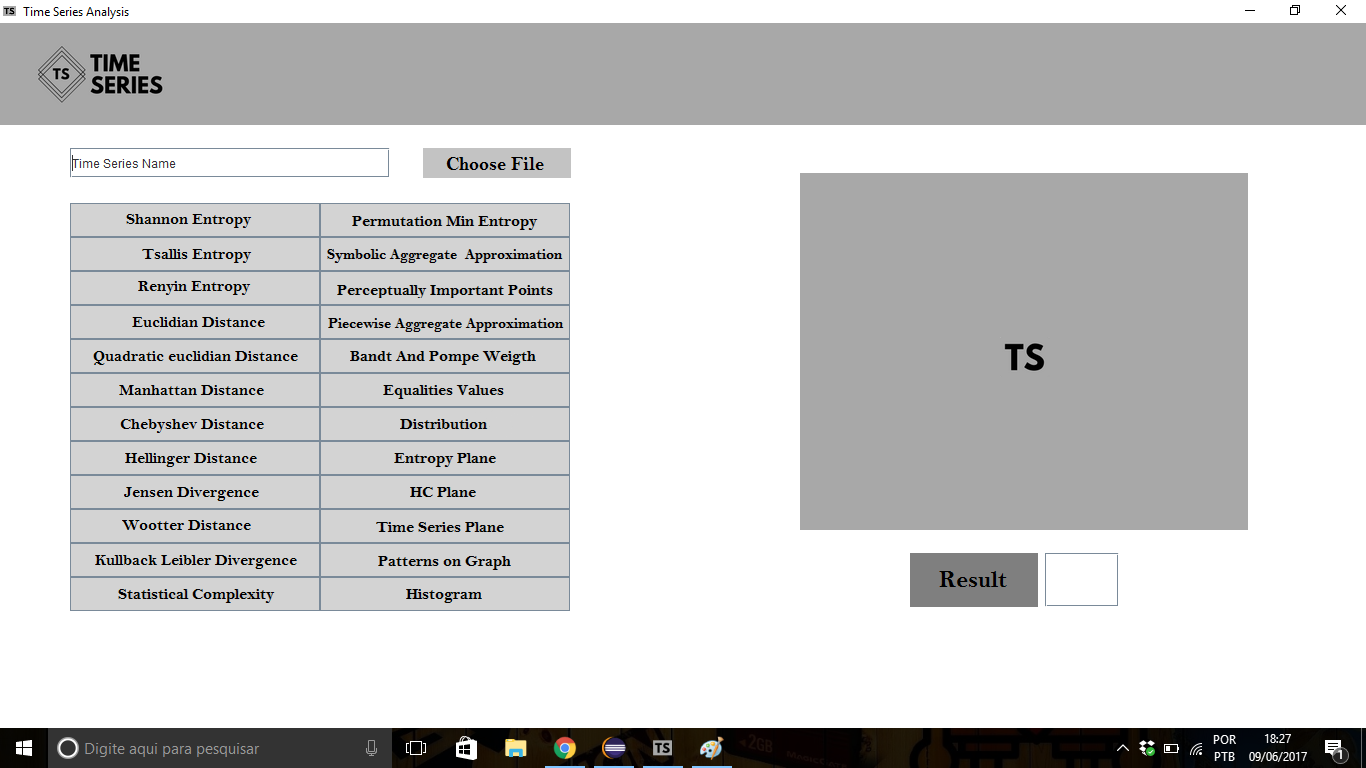 TS Time Series Analysis
TS
TIME
SERIES
Time Series Name
Choose File
Shannon Entropy
Permutation Min Entropy
Tsallis Entropy
Symbolic Aggregate Approximation
Renyin Entropy
Perceptually Important Points
Euclidian Distance
Piecewise Aggregate Approximation
Quadratic euclidian Distance
Bandt And Pompe Weigth
Manhattan Distance
Equalities Values
Chebyshev Distance
Distribution
Hellinger Distance
Entropy Plane
Jensen Divergence
HC Plane
Wootter Distance
Time Series Plane
Kullback Leibler Divergence
Patterns on Graph
Statistical Complexity
Histogram
TS
Result
Digite aqui para pesquisar
TS
2GB
POR
PTB
18:27
09/06/2017
1